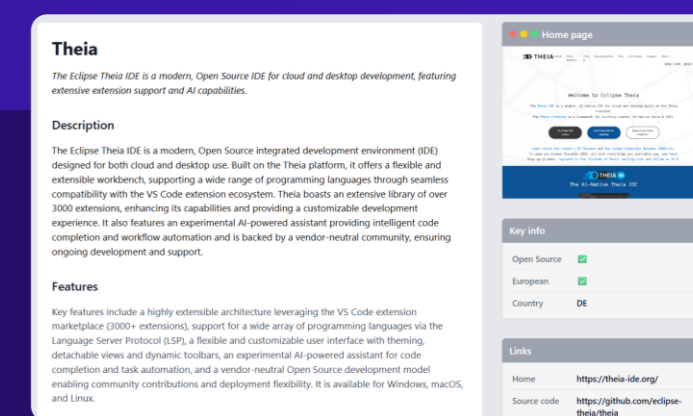 Theia
The Eclipse Theia IDE is a modern, Open Source IDE for cloud and desktop development, featuring
extensive extension support and AI capabilities.
Description
The Eclipse Theia IDE is a modern, Open Source integrated development environment (IDE)
designed for both cloud and desktop use. Built on the Theia platform, it offers a flexible and
extensible workbench, supporting a wide range of programming languages through seamless
compatibility with the VS Code extension ecosystem. Theia boasts an extensive library of over
3000 extensions, enhancing its capabilities and providing a customizable development
experience. It also features an experimental AI-powered assistant providing intelligent code
completion and workflow automation and is backed by a vendor-neutral community, ensuring
ongoing development and support.
Features
Key features include a highly extensible architecture leveraging the VS Code extension
marketplace (3000+ extensions), support for a wide array of programming languages via the
Language Server Protocol (LSP), a flexible and customizable user interface with theming,
detachable views and dynamic toolbars, an experimental AI-powered assistant for code
completion and task automation, and a vendor-neutral Open Source development model
enabling community contributions and deployment flexibility. It is available for Windows, macOS,
and Linux.
Home page
THEIA
Welcome to Eclipse Theia
THEIA
The AI-Native Theia IDE
Key info
Open Source
European
Country DE
Links
Home https://theia-ide.org/
Source code https://github.com/eclipse-
theia/theia